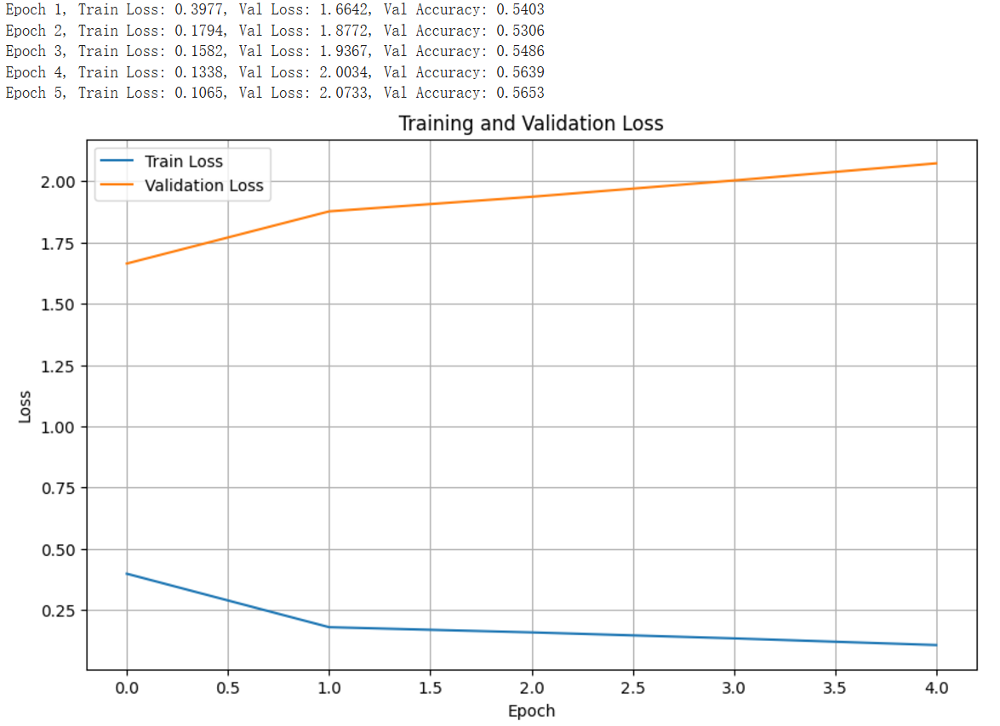 Epoch 1, Train Loss: 0.3977, Val Loss: 1.6642, Val Accuracy: 0.5403
Epoch 2, Train Loss: 0.1794, Val Loss: 1.8772, Val Accuracy: 0.5306
Epoch 3, Train Loss: 0.1582, Val Loss: 1.9367, Val Accuracy: 0.5486
Epoch 4, Train Loss: 0.1338, Val Loss: 2.0034, Val Accuracy: 0.5639
Epoch 5, Train Loss: 0.1065, Val Loss: 2.0733, Val Accuracy: 0.5653
Training and Validation Loss
Train Loss
Validation Loss
2.00
1.75
1.50
1.25
1.00
0.75
0.50
0.25
Loss
0.0 0.5 1.0 1.5 2.0 2.5 3.0 3.5 4.0
Epoch